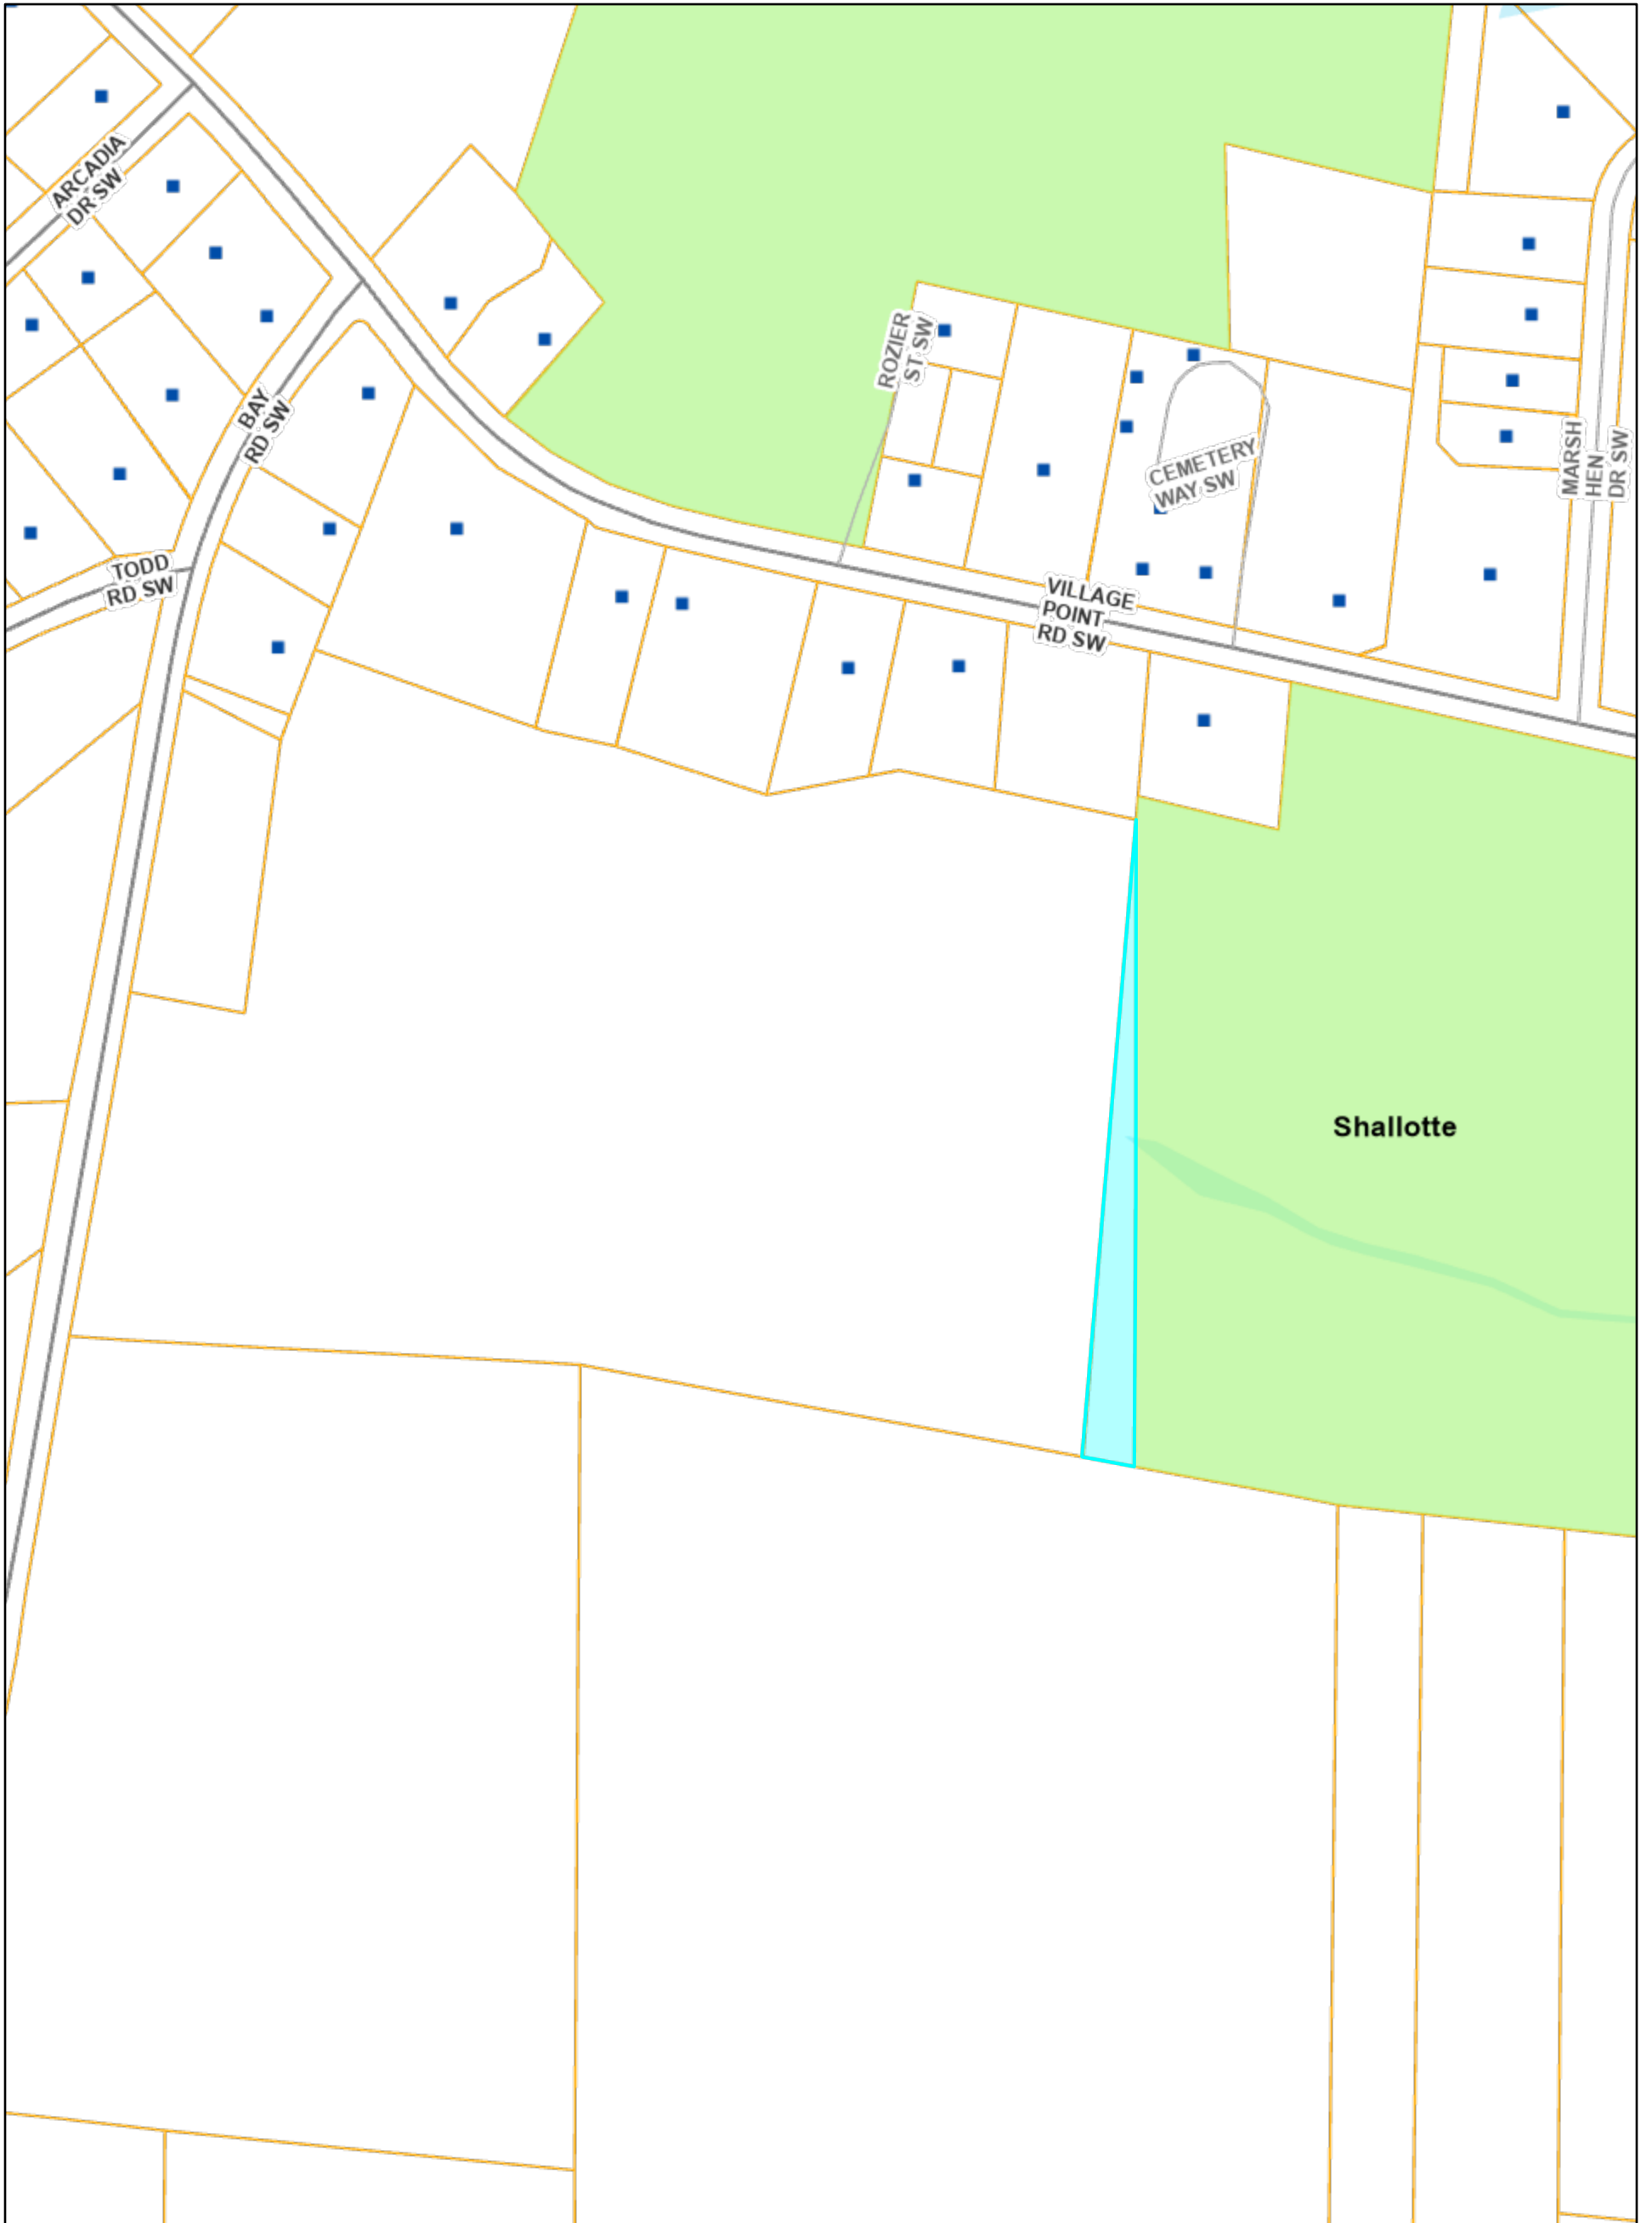 ARCADIA
DR SW
ROZIER
ST SW
BAY
RD SW
CEMETERY
WAY SW
MARSH
HEN
DR SW
TODD
RD SW
VILLAGE
POINT
RD SW
Shallotte